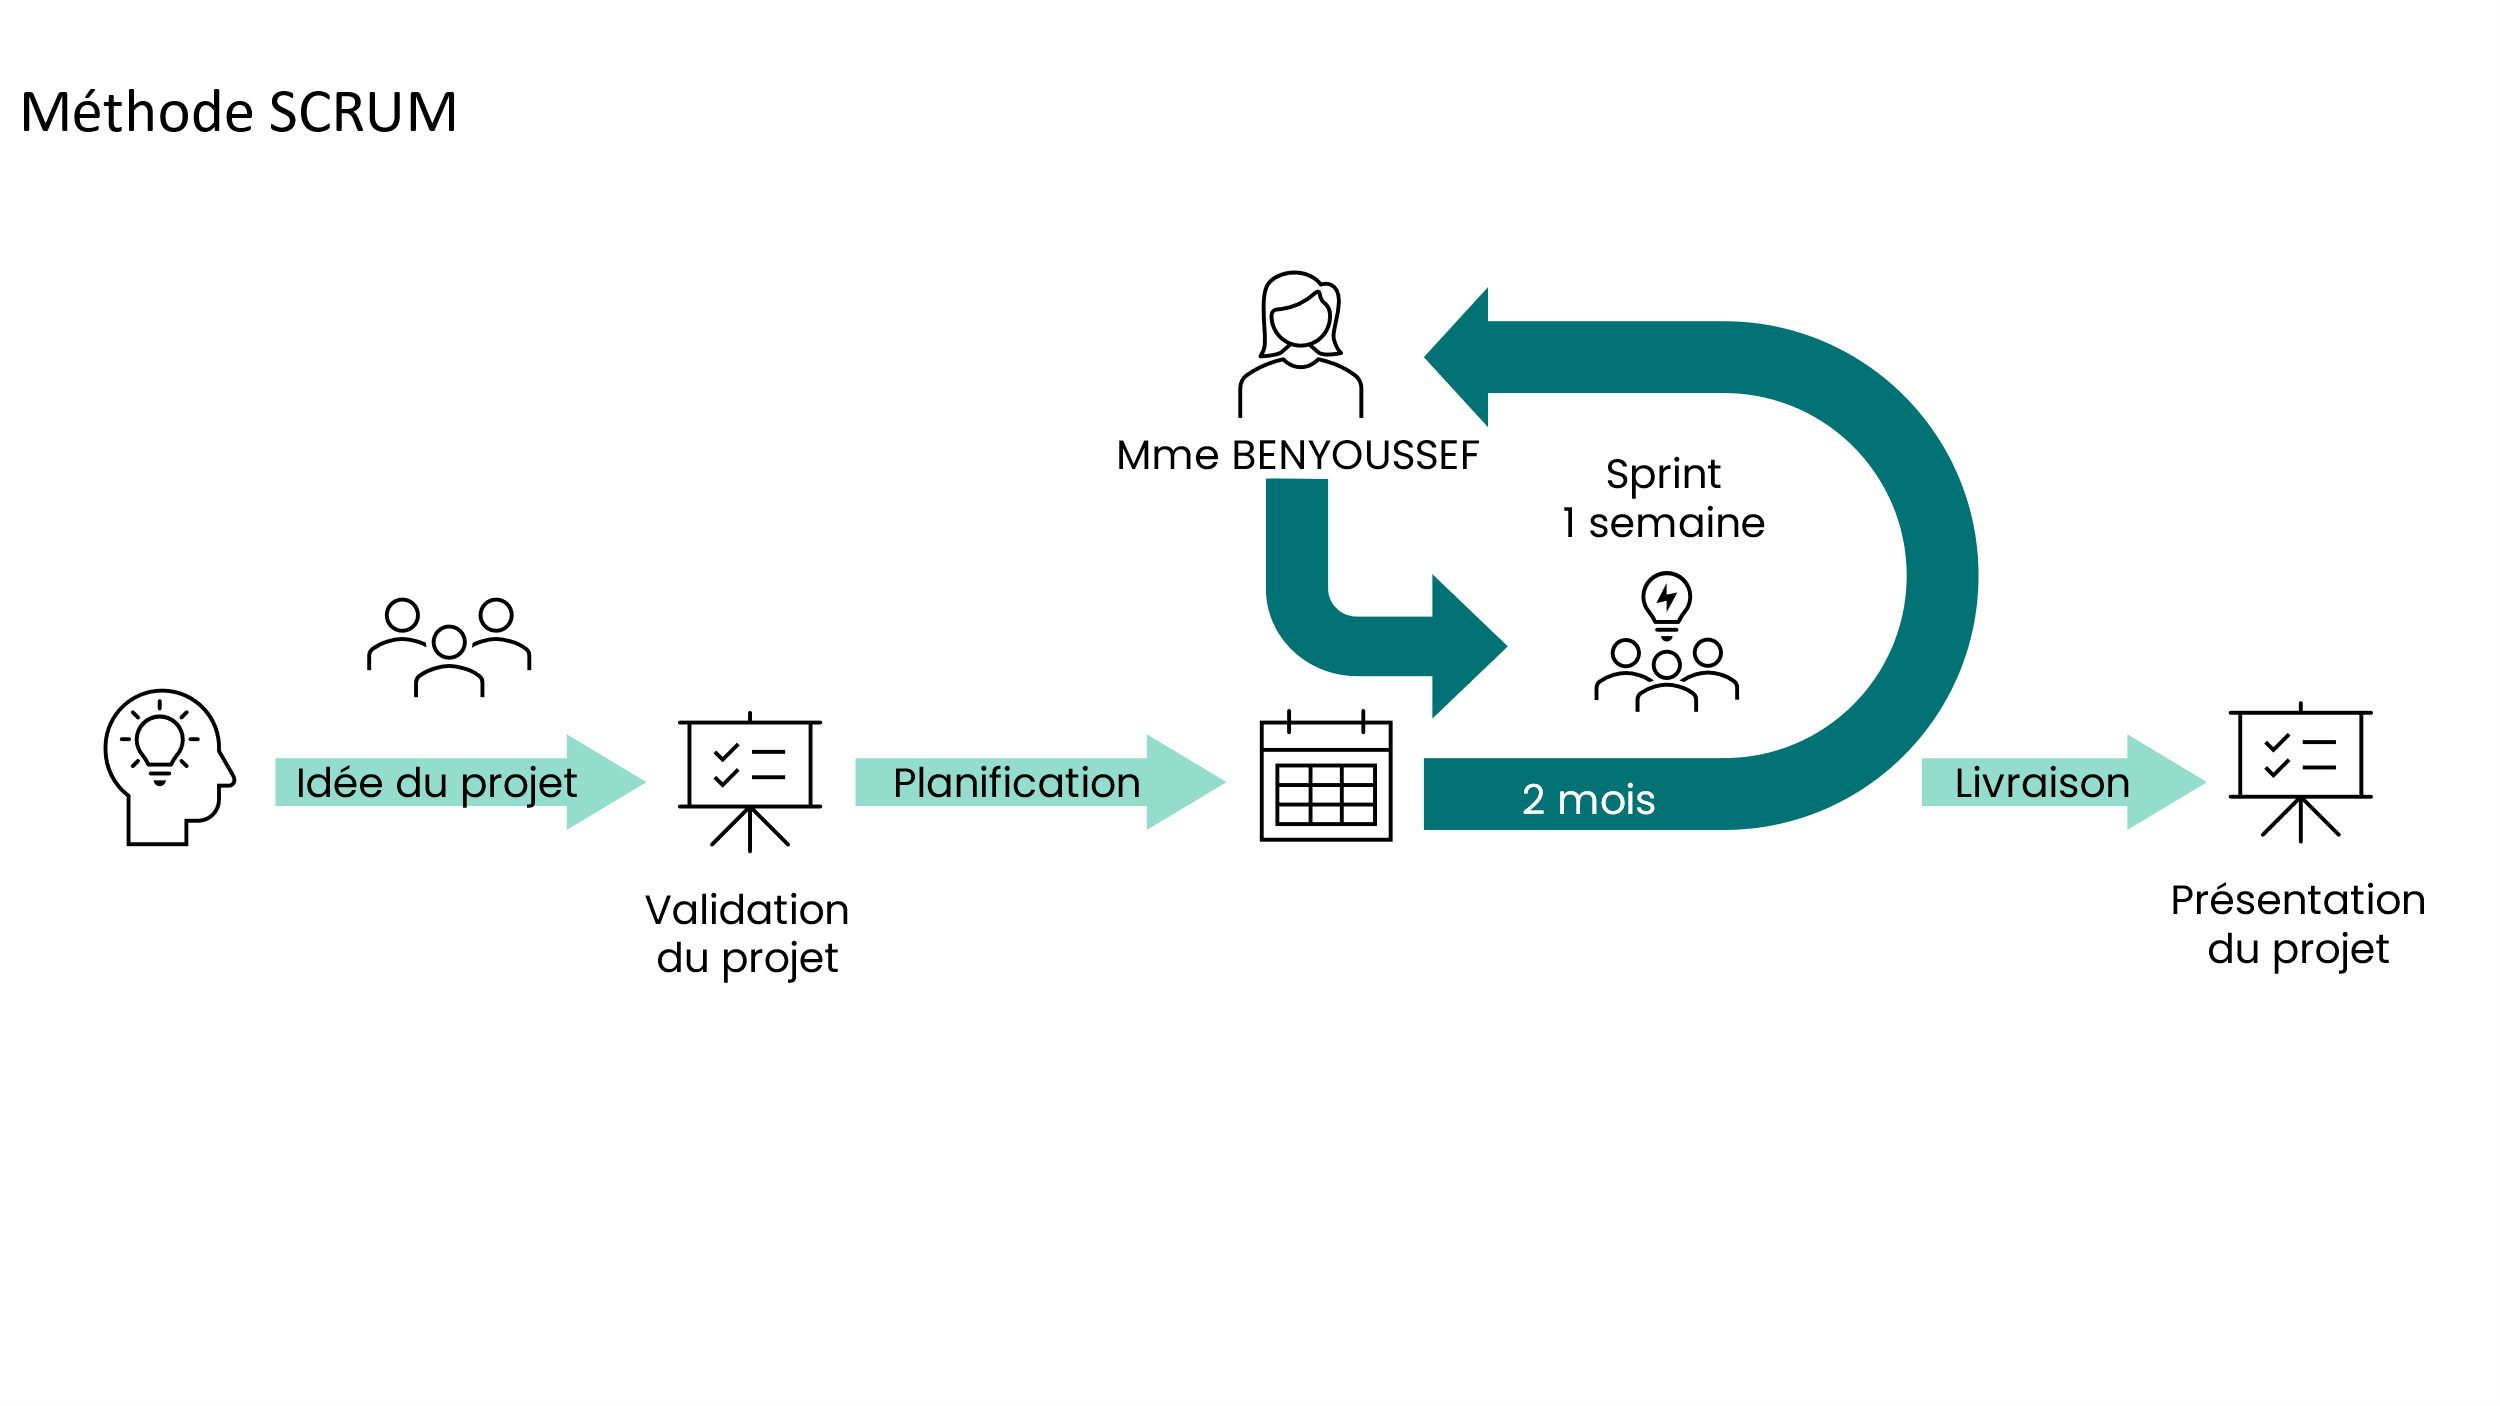 Méthode SCRUM
Mme BENYOUSSEF
Sprint
1 semaine
Idée du projet
Planification
2 mois
Livraison
Validation
du projet
Présentation
du projet